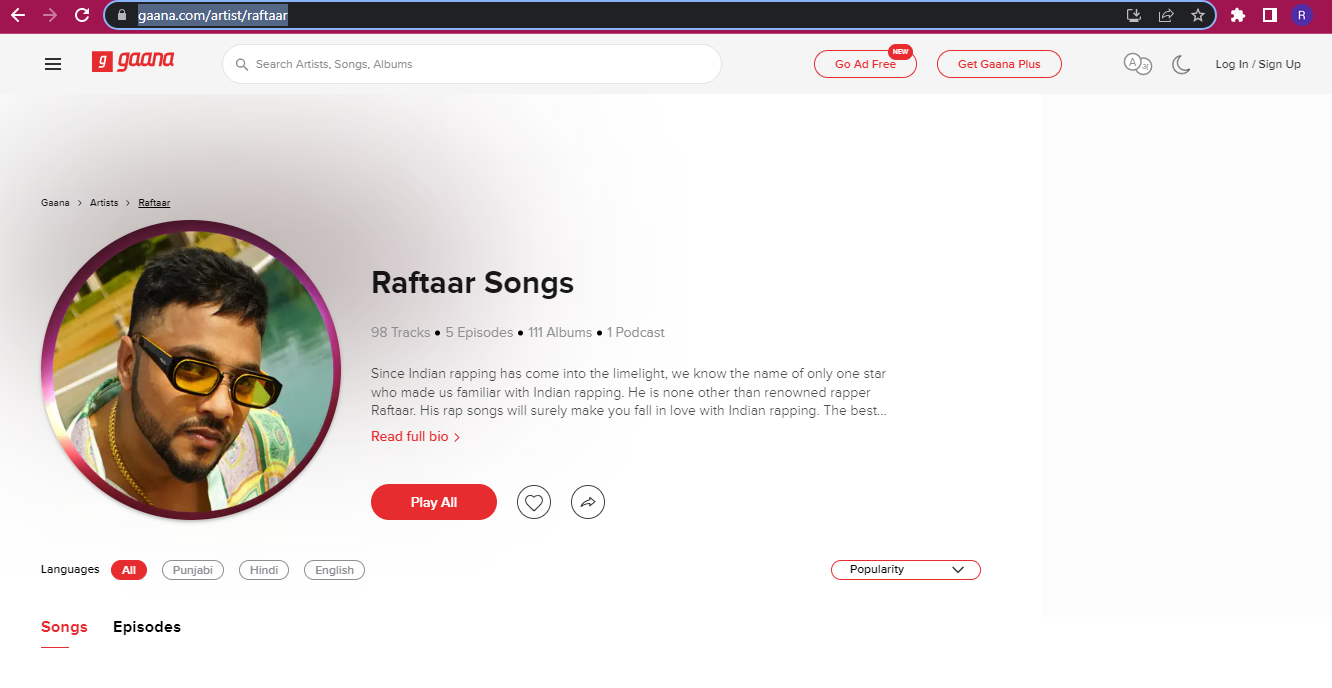 gaana.com/artist/raftaar
R
g gaana
Search Artists, Songs, Albums
Go Ad Free
NEW
Get Gaana Plus
Log In / Sign Up
Gaana > Artists > Raftaar
Raftaar Songs
98 Tracks ● 5 Episodes ● 111 Albums ● 1 Podcast
Since Indian rapping has come into the limelight, we know the name of only one star
who made us familiar with Indian rapping. He is none other than renowned rapper
Raftaar. His rap songs will surely make you fall in love with Indian rapping. The best...
Read full bio >
Play All
Languages All Punjabi Hindi English
Popularity
Songs Episodes